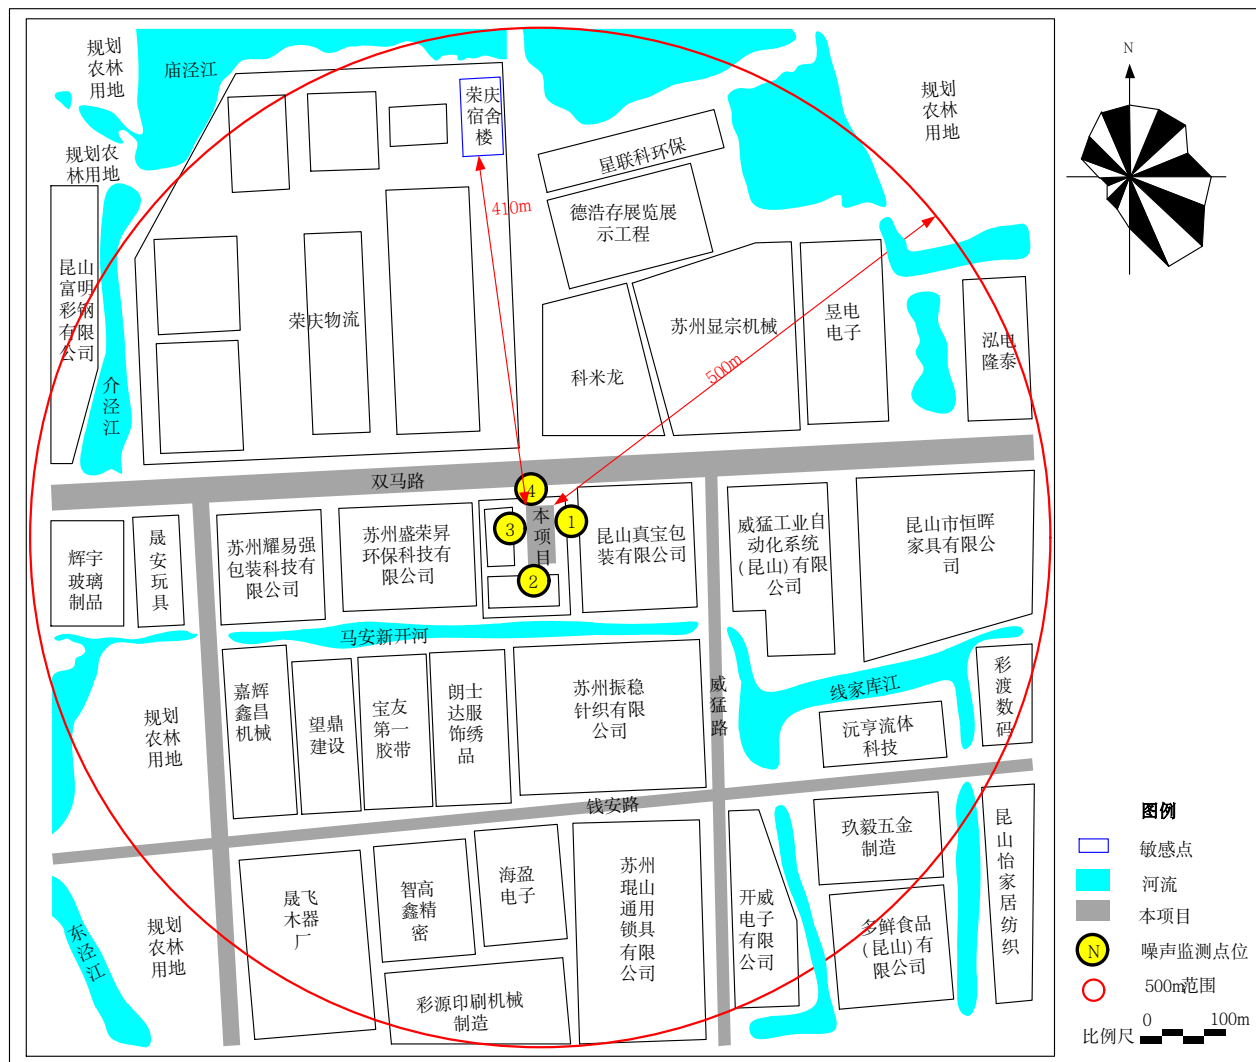 规划
农林
用地
庙泾江
荣庆
宿舍
楼
规划
农林
用地
N
规划农
林用地
星联科环保
410m
德浩存展览展
示工程
昆山
富明
彩钢
有限
公司
荣庆物流
苏州显宗机械
昱电
电子
泓电
隆泰
500m
科米龙
介
泾
江
双马路
4
3
本
项
目
1
2
辉宇
玻璃
制品
晟
安
玩
具
苏州耀易强
包装科技有
限公司
苏州盛荣昇
环保科技有
限公司
昆山真宝包
装有限公司
威猛工业自
动化系统
(昆山)有限
公司
昆山市恒晖
家具有限公
司
马安新开河
嘉辉
鑫昌
机械
望鼎
建设
宝友
第一
胶带
朗士
达服
饰绣
品
苏州振稳
针织有限
公司
威
猛
路
线家库江
彩
渡
数
码
沅亨流体
科技
规划
农林
用地
钱安路
玖毅五金
制造
昆
山
怡
家
居
纺
织
晟飞
木器
厂
智高
鑫精
密
海盈
电子
苏州
琨山
通用
锁具
有限
公司
开威
电子
有限
公司
多鲜食品
(昆山)有
限公司
东
泾
江
规划
农林
用地
彩源印刷机械
制造
图例
敏感点
河流
本项目
N
噪声监测点位
500m范围
比例尺
0
100m